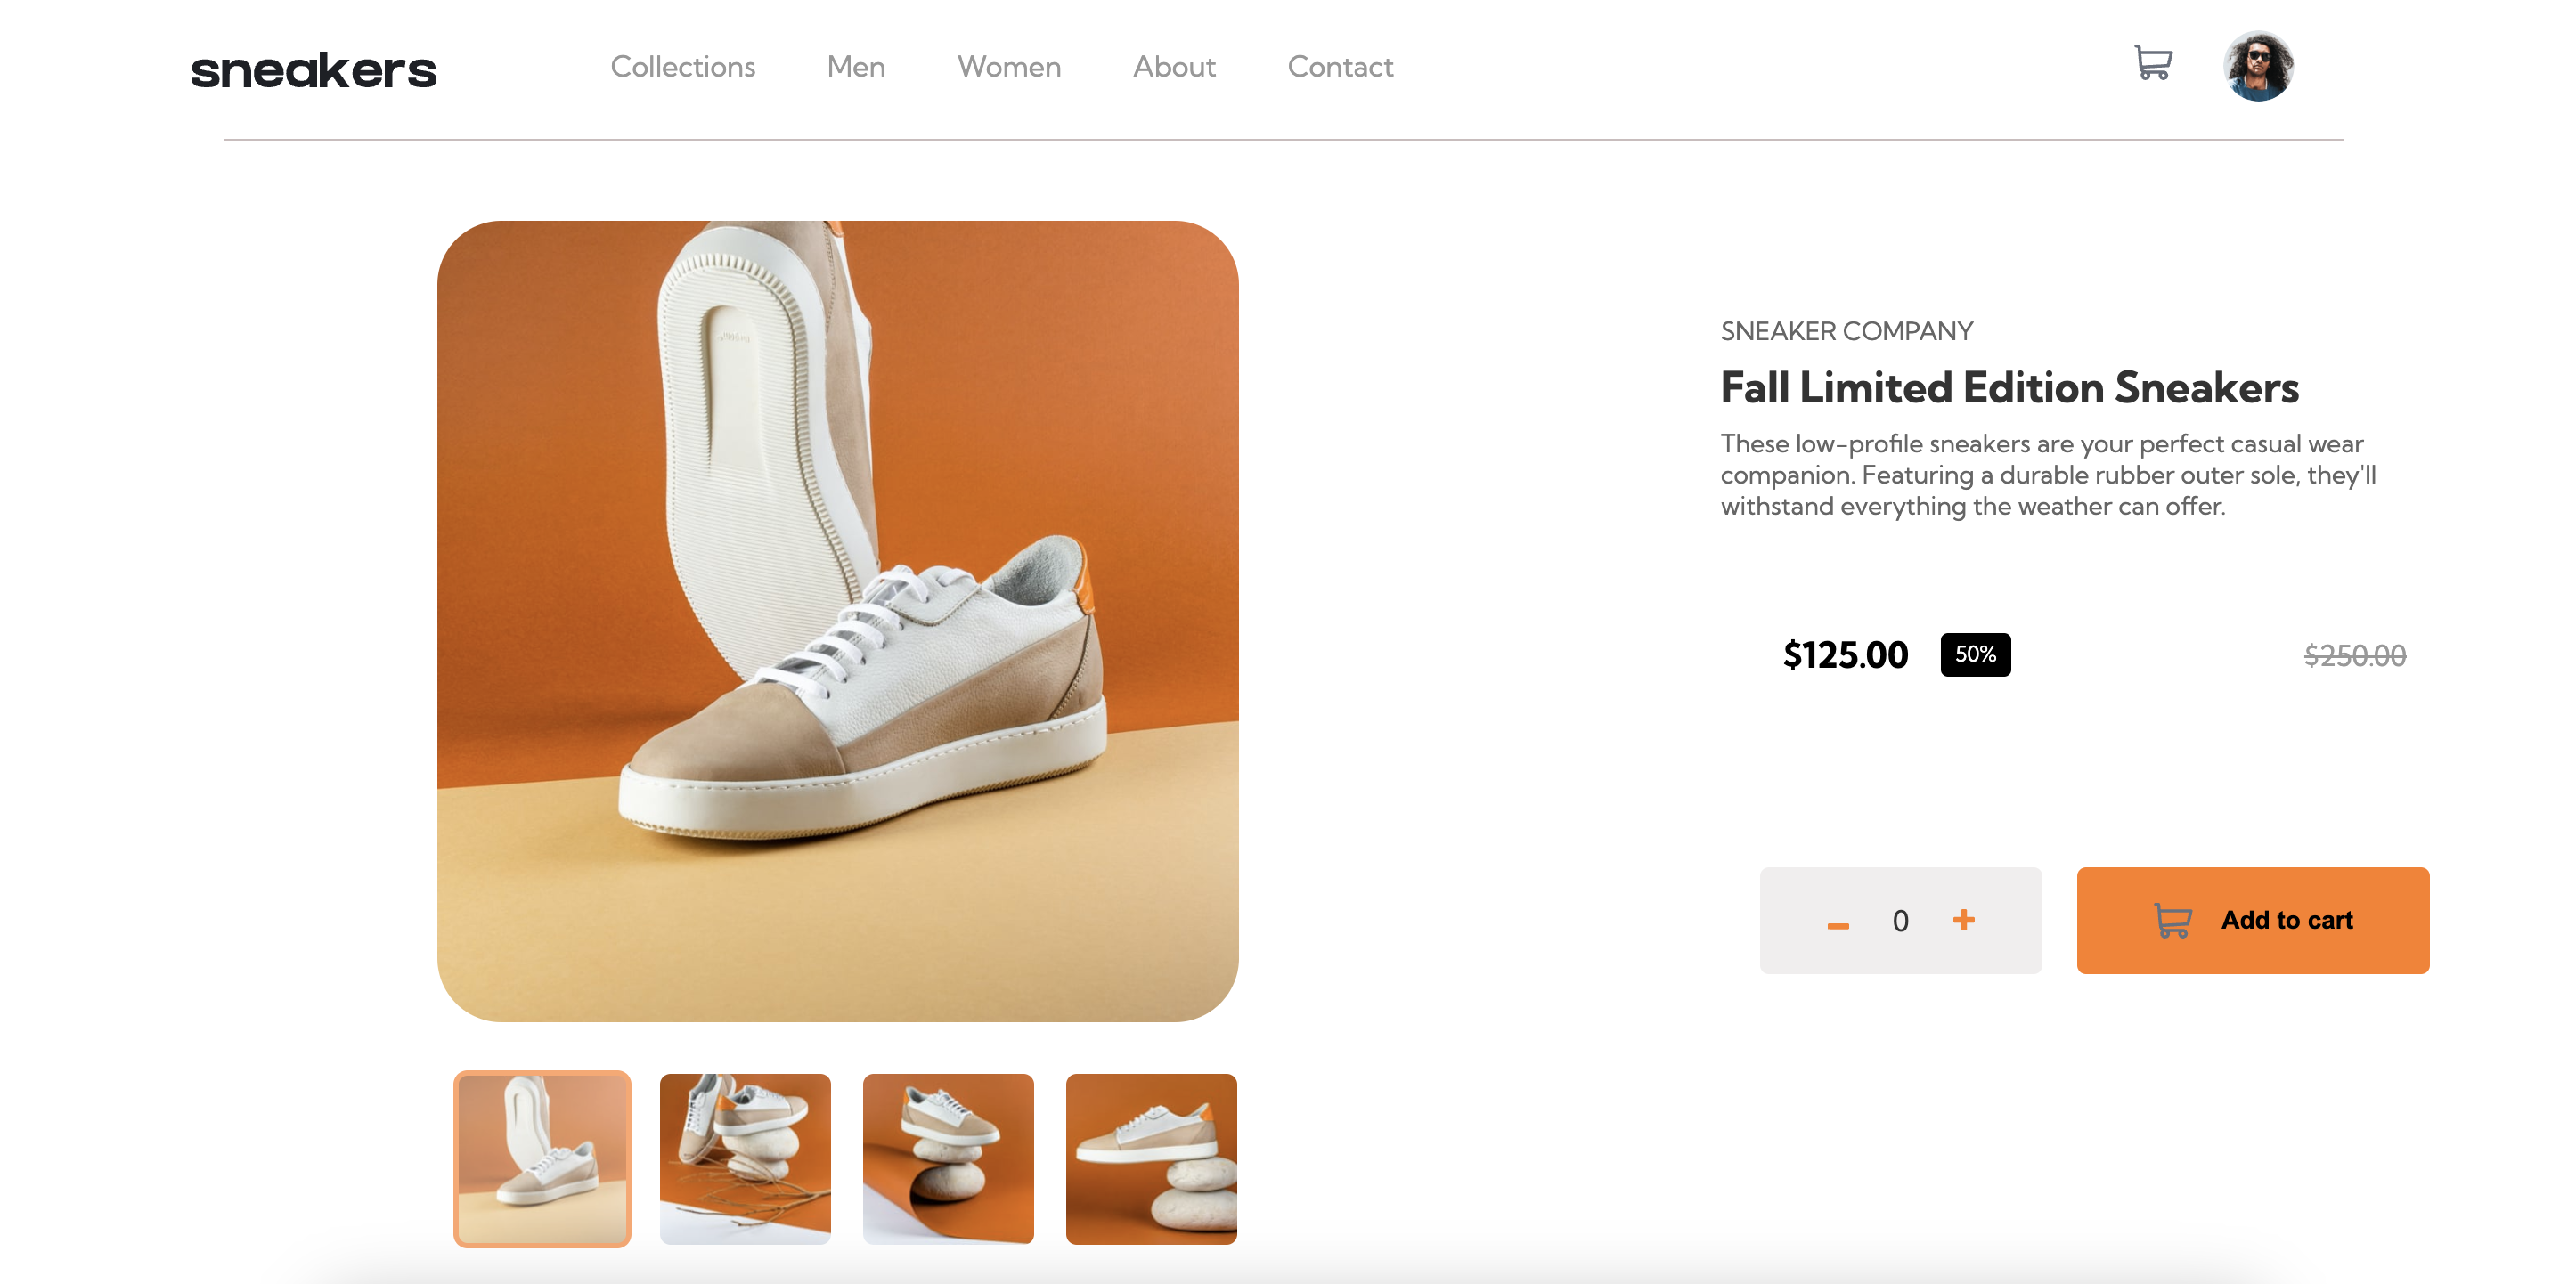 sneakers
Collections
Men
Women
About
Contact
SNEAKER COMPANY
Fall Limited Edition Sneakers
These low-profile sneakers are your perfect casual wear
companion. Featuring a durable rubber outer sole, they'll
withstand everything the weather can offer.
$125.00
50%
$250.00
0
Add to cart